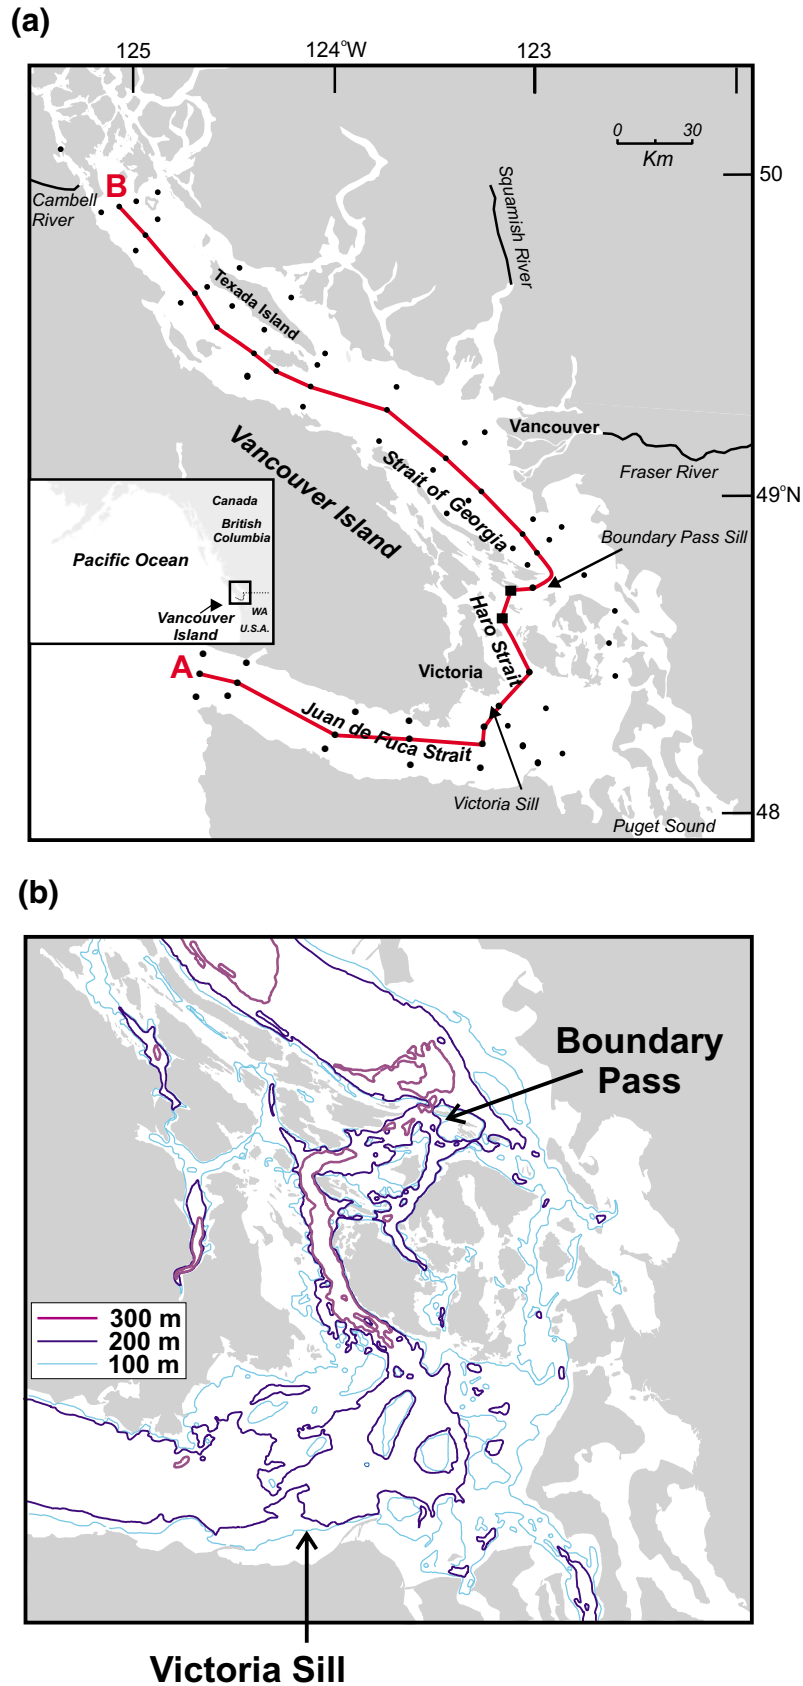 (a)
125
124°W
123
0
30
Km
50
B
Cambell
River
Squamish River
Texada Island
Vancouver
Fraser River
Vancouver Island
Strait of Georgia
49°N
Canada
British
Columbia
Pacific Ocean
Boundary Pass Sill
WA
Vancouver
Island
U.S.A.
Haro Strait
A
Victoria
Juan de Fuca Strait
Victoria Sill
48
Puget Sound
(b)
Boundary
Pass
300 m
200 m
100 m
Victoria Sill